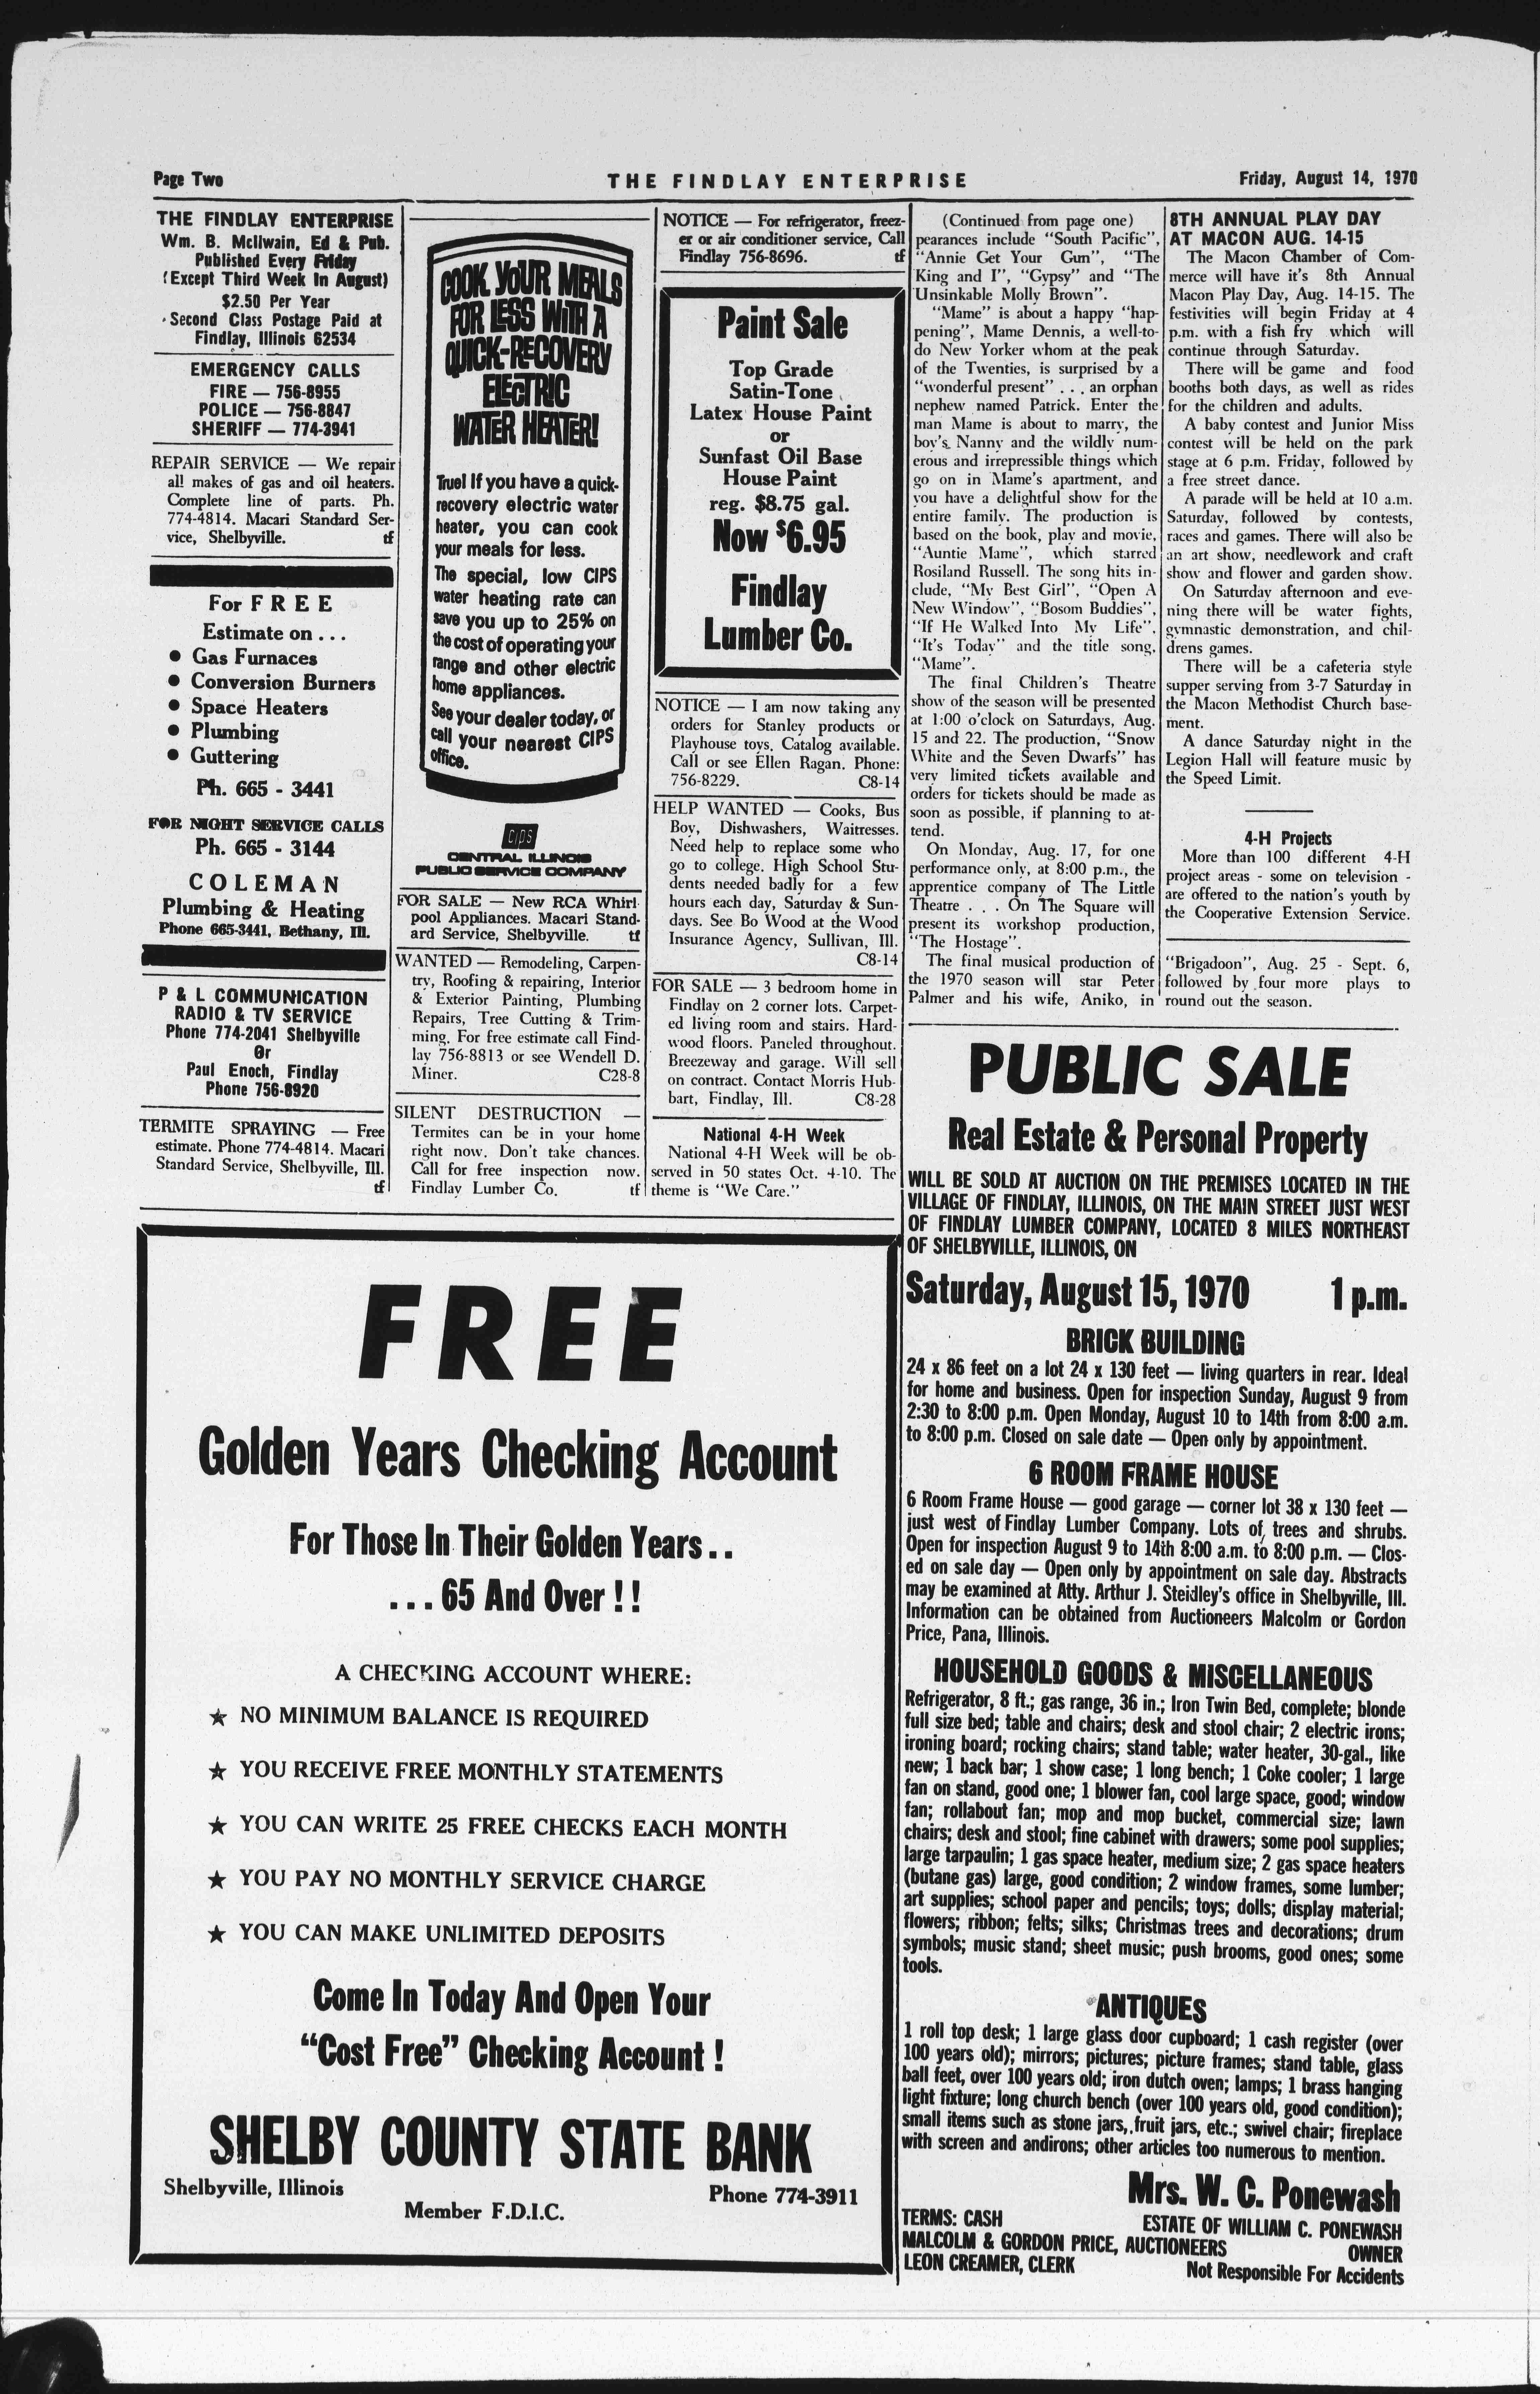 Page Two
THE FINDLAY ENTERPRISE
Friday, August 14, 1970
THE FINDLAY ENTERPRISE
Wm. B. McIlwain, Ed & Pub.
Published Every Friday
(Except Third Week In August)
$2.50 Per Year
Second Class Postage Paid at
Findlay, Illinois 62534
EMERGENCY CALLS
FIRE — 756-8955
POLICE — 756-8847
SHERIFF — 774-3941
REPAIR SERVICE — We repair
all makes of gas and oil heaters.
Complete line of parts. Ph.
774-4814. Macari Standard Ser-
vice, Shelbyville. tf
For FREE
Estimate on . . .
● Gas Furnaces
● Conversion Burners
● Space Heaters
● Plumbing
● Guttering
Ph. 665 - 3441
FOR NIGHT SERVICE CALLS
Ph. 665 - 3144
COLEMAN
Plumbing & Heating
Phone 665-3441, Bethany, Ill.
P & L COMMUNICATION
RADIO & TV SERVICE
Phone 774-2041 Shelbyville
Or
Paul Enoch, Findlay
Phone 756-8920
TERMITE SPRAYING — Free
estimate. Phone 774-4814. Macari
Standard Service, Shelbyville, Ill.
tf
COOK YOUR MEALS
FOR LESS WITH A
QUICK-RECOVERY
ELECTRIC
WATER HEATER!
True! If you have a quick-
recovery electric water
heater, you can cook
your meals for less.
The special, low CIPS
water heating rate can
save you up to 25% on
the cost of operating your
range and other electric
home appliances.
See your dealer today, or
call your nearest CIPS
office.
CIPS
CENTRAL ILLINOIS
PUBLIC SERVICE COMPANY
FOR SALE — New RCA Whirl
pool Appliances. Macari Stand-
ard Service, Shelbyville. tf
WANTED — Remodeling, Carpen-
try, Roofing & repairing, Interior
& Exterior Painting, Plumbing
Repairs, Tree Cutting & Trim-
ming. For free estimate call Find-
lay 756-8813 or see Wendell D.
Miner. C28-8
SILENT DESTRUCTION —
Termites can be in your home
right now. Don't take chances.
Call for free inspection now.
Findlay Lumber Co. tf
NOTICE — For refrigerator, freez-
er or air conditioner service, Call
Findlay 756-8696. tf
Paint Sale
Top Grade
Satin-Tone
Latex House Paint
or
Sunfast Oil Base
House Paint
reg. $8.75 gal.
Now $6.95
Findlay
Lumber Co.
NOTICE — I am now taking any
orders for Stanley products or
Playhouse toys. Catalog available.
Call or see Ellen Ragan. Phone:
756-8229. C8-14
HELP WANTED — Cooks, Bus
Boy, Dishwashers, Waitresses.
Need help to replace some who
go to college. High School Stu-
dents needed badly for a few
hours each day, Saturday & Sun-
days. See Bo Wood at the Wood
Insurance Agency, Sullivan, Ill.
C8-14
FOR SALE — 3 bedroom home in
Findlay on 2 corner lots. Carpet-
ed living room and stairs. Hard-
wood floors. Paneled throughout.
Breezeway and garage. Will sell
on contract. Contact Morris Hub-
bart, Findlay, Ill. C8-28
National 4-H Week
National 4-H Week will be ob-
served in 50 states Oct. 4-10. The
theme is "We Care."
(Continued from page one)
pearances include "South Pacific",
"Annie Get Your Gun", "The
King and I", "Gypsy" and "The
Unsinkable Molly Brown".
"Mame" is about a happy "hap-
pening", Mame Dennis, a well-to-
do New Yorker whom at the peak
of the Twenties, is surprised by a
"wonderful present" . . . an orphan
nephew named Patrick. Enter the
man Mame is about to marry, the
boy's Nanny and the wildly num-
erous and irrepressible things which
go on in Mame's apartment, and
you have a delightful show for the
entire family. The production is
based on the book, play and movie,
"Auntie Mame", which starred
Rosiland Russell. The song hits in-
clude, "My Best Girl", "Open A
New Window", "Bosom Buddies",
"If He Walked Into My Life",
"It's Today" and the title song,
"Mame".
The final Children's Theatre
show of the season will be presented
at 1:00 o'clock on Saturdays, Aug.
15 and 22. The production, "Snow
White and the Seven Dwarfs" has
very limited tickets available and
orders for tickets should be made as
soon as possible, if planning to at-
tend.
On Monday, Aug. 17, for one
performance only, at 8:00 p.m., the
apprentice company of The Little
Theatre . . . On The Square will
present its workshop production,
"The Hostage".
The final musical production of
the 1970 season will star Peter
Palmer and his wife, Aniko, in
8TH ANNUAL PLAY DAY
AT MACON AUG. 14-15
The Macon Chamber of Com-
merce will have it's 8th Annual
Macon Play Day, Aug. 14-15. The
festivities will begin Friday at 4
p.m. with a fish fry which will
continue through Saturday.
There will be game and food
booths both days, as well as rides
for the children and adults.
A baby contest and Junior Miss
contest will be held on the park
stage at 6 p.m. Friday, followed by
a free street dance.
A parade will be held at 10 a.m.
Saturday, followed by contests,
races and games. There will also be
an art show, needlework and craft
show and flower and garden show.
On Saturday afternoon and eve-
ning there will be water fights,
gymnastic demonstration, and chil-
drens games.
There will be a cafeteria style
supper serving from 3-7 Saturday in
the Macon Methodist Church base-
ment.
A dance Saturday night in the
Legion Hall will feature music by
the Speed Limit.
4-H Projects
More than 100 different 4-H
project areas - some on television -
are offered to the nation's youth by
the Cooperative Extension Service.
"Brigadoon", Aug. 25 - Sept. 6,
followed by four more plays to
round out the season.
PUBLIC SALE
Real Estate & Personal Property
WILL BE SOLD AT AUCTION ON THE PREMISES LOCATED IN THE
VILLAGE OF FINDLAY, ILLINOIS, ON THE MAIN STREET JUST WEST
OF FINDLAY LUMBER COMPANY, LOCATED 8 MILES NORTHEAST
OF SHELBYVILLE, ILLINOIS, ON
Saturday, August 15, 1970 1 p.m.
BRICK BUILDING
24 x 86 feet on a lot 24 x 130 feet — living quarters in rear. Ideal
for home and business. Open for inspection Sunday, August 9 from
2:30 to 8:00 p.m. Open Monday, August 10 to 14th from 8:00 a.m.
to 8:00 p.m. Closed on sale date — Open only by appointment.
6 ROOM FRAME HOUSE
6 Room Frame House — good garage — corner lot 38 x 130 feet —
just west of Findlay Lumber Company. Lots of trees and shrubs.
Open for inspection August 9 to 14th 8:00 a.m. to 8:00 p.m. — Clos-
ed on sale day — Open only by appointment on sale day. Abstracts
may be examined at Atty. Arthur J. Steidley's office in Shelbyville, Ill.
Information can be obtained from Auctioneers Malcolm or Gordon
Price, Pana, Illinois.
HOUSEHOLD GOODS & MISCELLANEOUS
Refrigerator, 8 ft.; gas range, 36 in.; Iron Twin Bed, complete; blonde
full size bed; table and chairs; desk and stool chair; 2 electric irons;
ironing board; rocking chairs; stand table; water heater, 30-gal., like
new; 1 back bar; 1 show case; 1 long bench; 1 Coke cooler; 1 large
fan on stand, good one; 1 blower fan, cool large space, good; window
fan; rollabout fan; mop and mop bucket, commercial size; lawn
chairs; desk and stool; fine cabinet with drawers; some pool supplies;
large tarpaulin; 1 gas space heater, medium size; 2 gas space heaters
(butane gas) large, good condition; 2 window frames, some lumber;
art supplies; school paper and pencils; toys; dolls; display material;
flowers; ribbon; felts; silks; Christmas trees and decorations; drum
symbols; music stand; sheet music; push brooms, good ones; some
tools.
ANTIQUES
1 roll top desk; 1 large glass door cupboard; 1 cash register (over
100 years old); mirrors; pictures; picture frames; stand table, glass
ball feet, over 100 years old; iron dutch oven; lamps; 1 brass hanging
light fixture; long church bench (over 100 years old, good condition);
small items such as stone jars, fruit jars, etc.; swivel chair; fireplace
with screen and andirons; other articles too numerous to mention.
Mrs. W. C. Ponewash
TERMS: CASH ESTATE OF WILLIAM C. PONEWASH
MALCOLM & GORDON PRICE, AUCTIONEERS OWNER
LEON CREAMER, CLERK Not Responsible For Accidents
FREE
Golden Years Checking Account
For Those In Their Golden Years . .
. . . 65 And Over ! !
A CHECKING ACCOUNT WHERE:
★ NO MINIMUM BALANCE IS REQUIRED
★ YOU RECEIVE FREE MONTHLY STATEMENTS
★ YOU CAN WRITE 25 FREE CHECKS EACH MONTH
★ YOU PAY NO MONTHLY SERVICE CHARGE
★ YOU CAN MAKE UNLIMITED DEPOSITS
Come In Today And Open Your
"Cost Free" Checking Account !
SHELBY COUNTY STATE BANK
Shelbyville, Illinois
Phone 774-3911
Member F.D.I.C.